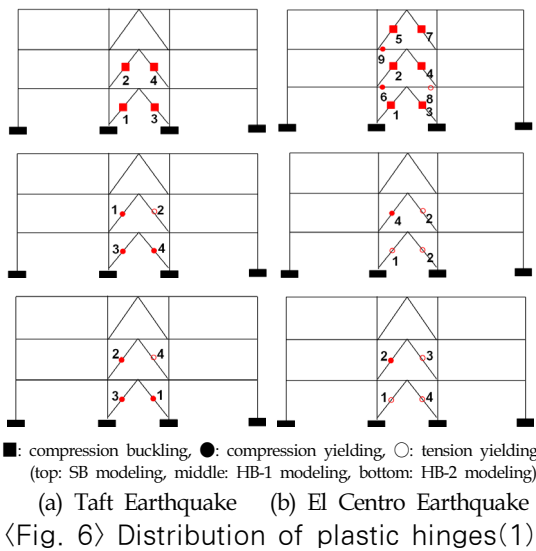 5 7
9
2 4 2 4
6 8
1 3 1 3
1 2 2
4
3 4 1 2
2 4 2 3
3 1 1 4
■: compression buckling, ●: compression yielding, ○: tension yielding
(top: SB modeling, middle: HB-1 modeling, bottom: HB-2 modeling)
(a) Taft Earthquake (b) El Centro Earthquake
〈Fig. 6〉 Distribution of plastic hinges(1)